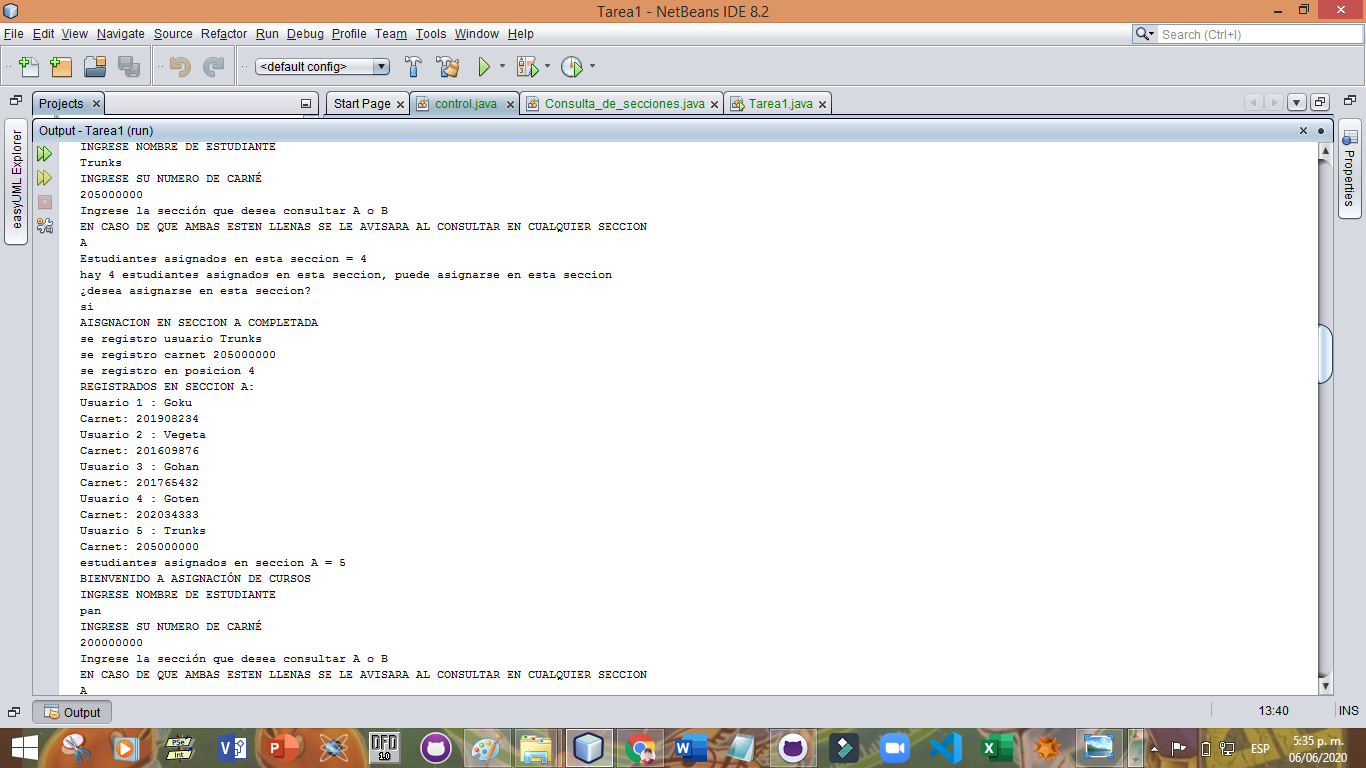 Tarea1 - NetBeans IDE 8.2
File Edit View Navigate Source Refactor Run Debug Profile Team Tools Window Help
Search (Ctrl+I)
<default config>
Projects
Start Page
control.java
Consulta_de_secciones.java
Tarea1.java
easyUML Explorer
Properties
Output - Tarea1 (run)
INGRESE NOMBRE DE ESTUDIANTE
Trunks
INGRESE SU NUMERO DE CARNÉ
205000000
Ingrese la sección que desea consultar A o B
EN CASO DE QUE AMBAS ESTEN LLENAS SE LE AVISARA AL CONSULTAR EN CUALQUIER SECCION
A
Estudiantes asignados en esta seccion = 4
hay 4 estudiantes asignados en esta seccion, puede asignarse en esta seccion
¿desea asignarse en esta seccion?
si
AISGNACION EN SECCION A COMPLETADA
se registro usuario Trunks
se registro carnet 205000000
se registro en posicion 4
REGISTRADOS EN SECCION A:
Usuario 1 : Goku
Carnet: 201908234
Usuario 2 : Vegeta
Carnet: 201609876
Usuario 3 : Gohan
Carnet: 201765432
Usuario 4 : Goten
Carnet: 202034333
Usuario 5 : Trunks
Carnet: 205000000
estudiantes asignados en seccion A = 5
BIENVENIDO A ASIGNACIÓN DE CURSOS
INGRESE NOMBRE DE ESTUDIANTE
pan
INGRESE SU NUMERO DE CARNÉ
200000000
Ingrese la sección que desea consultar A o B
EN CASO DE QUE AMBAS ESTEN LLENAS SE LE AVISARA AL CONSULTAR EN CUALQUIER SECCION
A
Output
13:40
INS
PSe
Int
DFD
1.0
ESP
5:35 p. m.
06/06/2020